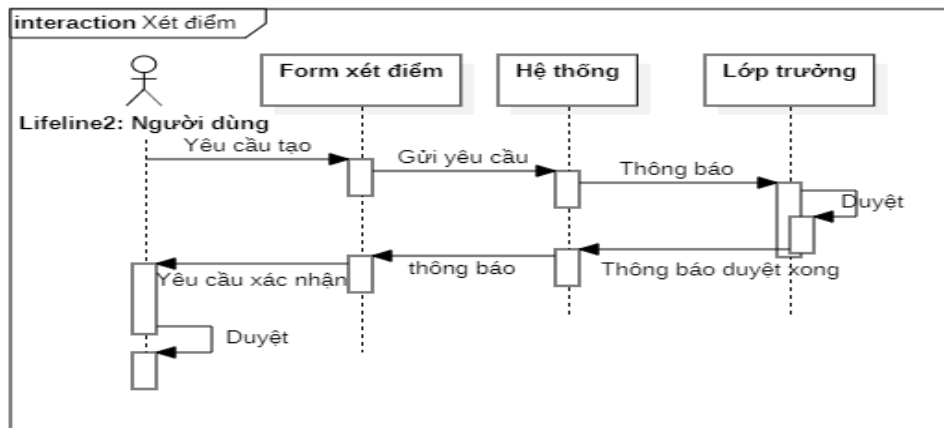 interaction Xét điểm
Form xét điểm
Hệ thống
Lớp trưởng
Lifeline2: Người dùng
Yêu cầu tạo
Gửi yêu cầu
Thông báo
Duyệt
Thông báo duyệt xong
thông báo
Yêu cầu xác nhận
Duyệt